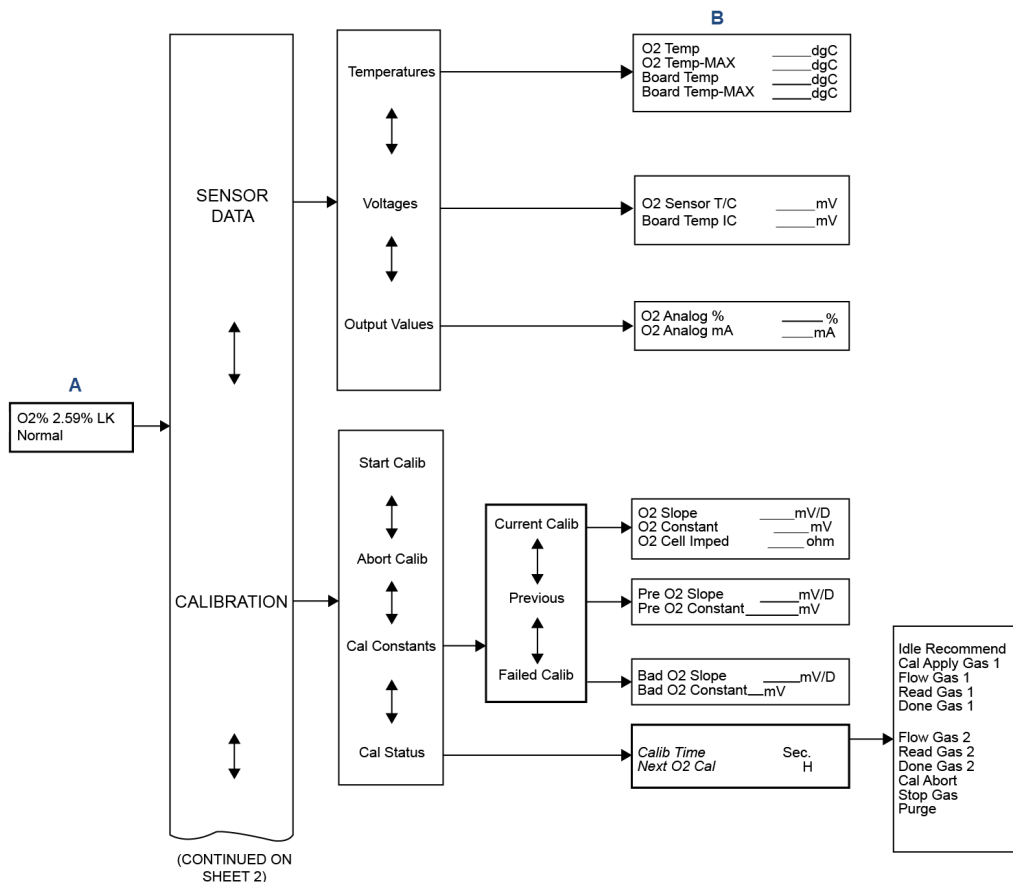 B
A
O2% 2.59% LK
Normal
SENSOR
DATA
CALIBRATION
(CONTINUED ON
SHEET 2)
Temperatures
Voltages
Output Values
O2 Temp _____dgC
O2 Temp-MAX _____dgC
Board Temp _____dgC
Board Temp-MAX _____dgC
O2 Sensor T/C _____mV
Board Temp IC _____mV
O2 Analog % _____%
O2 Analog mA ____mA
Start Calib
Abort Calib
Cal Constants
Cal Status
Current Calib
Previous
Failed Calib
O2 Slope _____mV/D
O2 Constant _____mV
O2 Cell Imped _____ohm
Pre O2 Slope _____mV/D
Pre O2 Constant_______mV
Bad O2 Slope _____mV/D
Bad O2 Constant__mV
Calib Time Sec.
Next O2 Cal H
Idle Recommend
Cal Apply Gas 1
Flow Gas 1
Read Gas 1
Done Gas 1
Flow Gas 2
Read Gas 2
Done Gas 2
Cal Abort
Stop Gas
Purge